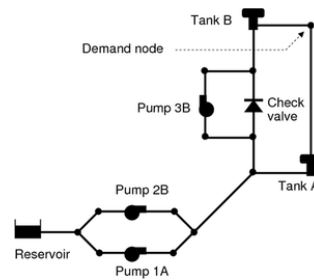 Tank B
Demand node
Pump 3B
Check
valve
Tank A
Pump 2B
Reservoir
Pump 1A